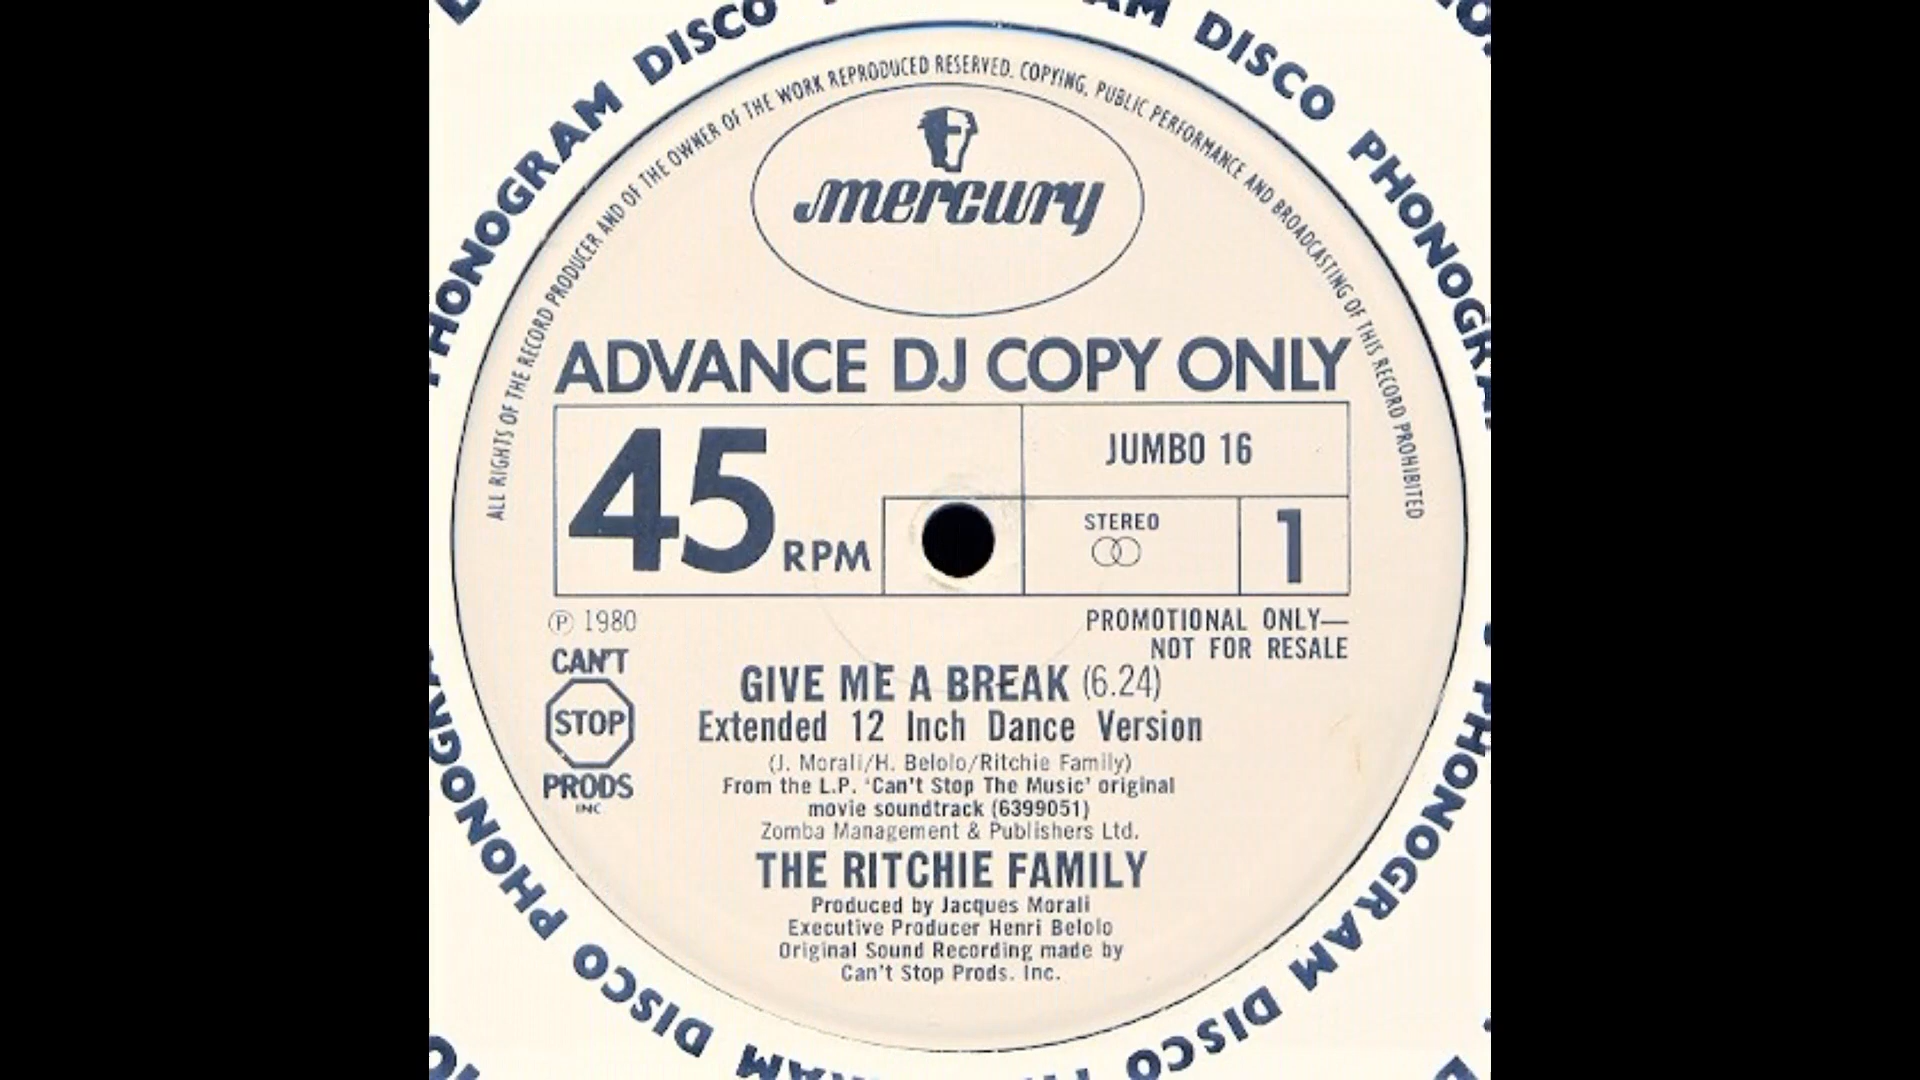 PHONOGRAM DISCO
DISCO PHONOGRA
ALL RIGHTS OF THE RECORD PRODUCER AND OF THE OWNER OF THE WORK REPRODUCED RESERVED. COPYING, PUBLIC PERFORMANCE AND BROADCASTING OF THIS RECORD PROHIBITED
mercury
ADVANCE DJ COPY ONLY
45 RPM
JUMBO 16
STEREO
1
Ⓟ 1980
PROMOTIONAL ONLY—
NOT FOR RESALE
CAN'T
STOP
PRODS
INC
GIVE ME A BREAK (6.24)
Extended 12 Inch Dance Version
(J. Morali/H. Belolo/Ritchie Family)
From the L.P. 'Can't Stop The Music' original
movie soundtrack (6399051)
Zomba Management & Publishers Ltd.
THE RITCHIE FAMILY
Produced by Jacques Morali
Executive Producer Henri Belolo
Original Sound Recording made by
Can't Stop Prods. Inc.
PHONOGRAM DISCO
DISCO PHONOGRA